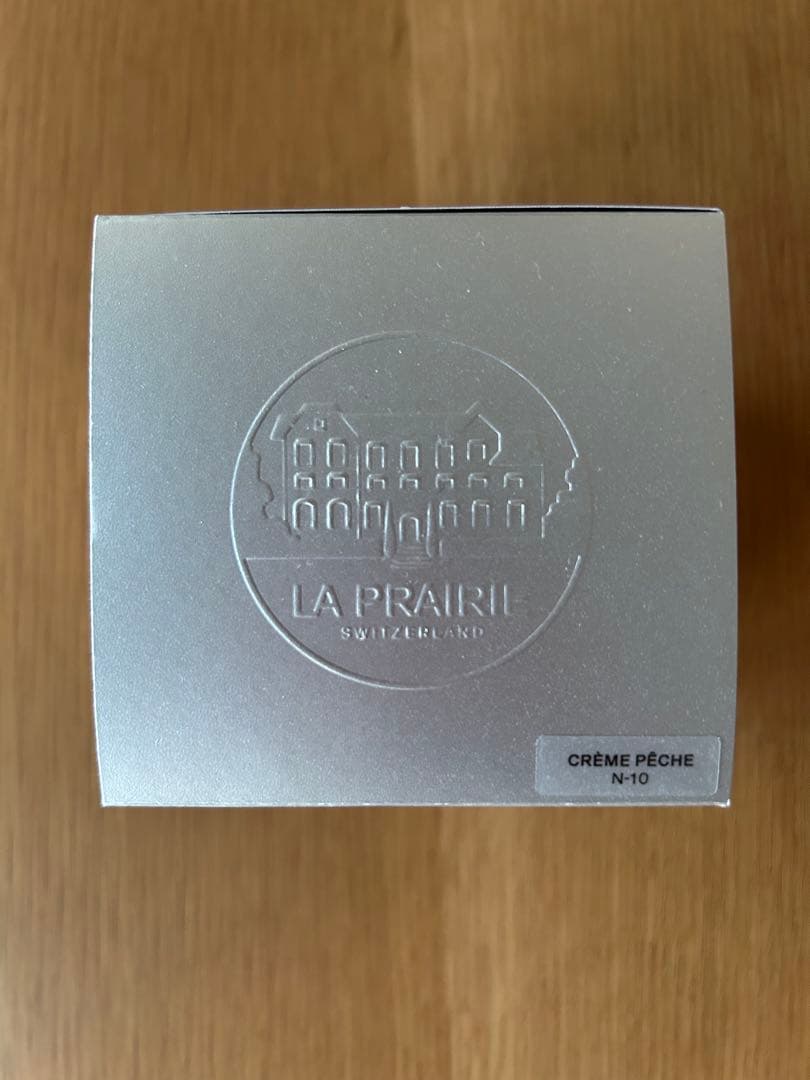 LA PRAIRIE
SWITZERLAND
CRÈME PÊCHE
N-10